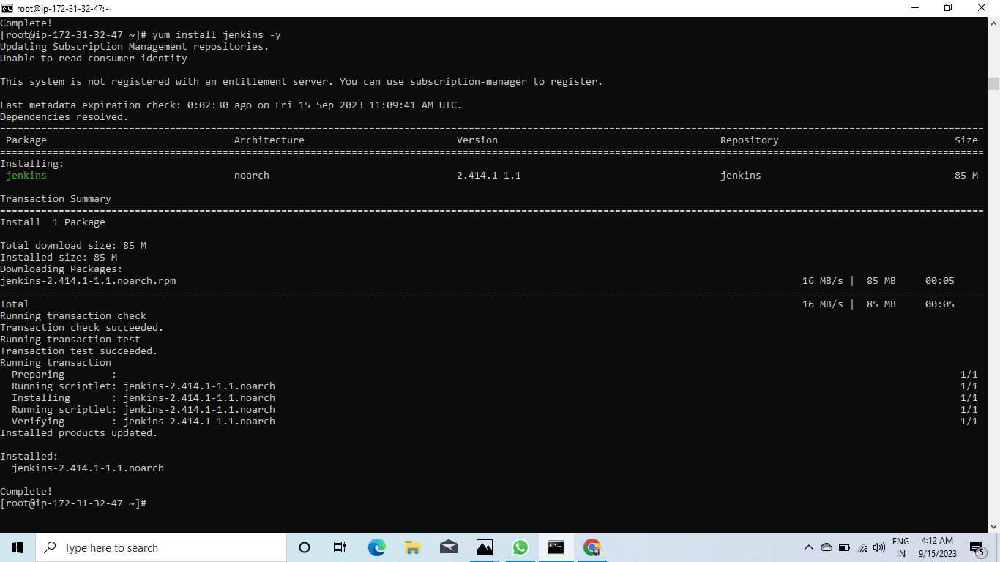 root@ip-172-31-32-47:~
Complete!
[root@ip-172-31-32-47 ~]# yum install jenkins -y
Updating Subscription Management repositories.
Unable to read consumer identity
This system is not registered with an entitlement server. You can use subscription-manager to register.
Last metadata expiration check: 0:02:30 ago on Fri 15 Sep 2023 11:09:41 AM UTC.
Dependencies resolved.
================================================================================
Package Architecture Version Repository Size
================================================================================
Installing:
jenkins noarch 2.414.1-1.1 jenkins 85 M
Transaction Summary
================================================================================
Install 1 Package
Total download size: 85 M
Installed size: 85 M
Downloading Packages:
jenkins-2.414.1-1.1.noarch.rpm 16 MB/s | 85 MB 00:05
--------------------------------------------------------------------------------
Total 16 MB/s | 85 MB 00:05
Running transaction check
Transaction check succeeded.
Running transaction test
Transaction test succeeded.
Running transaction
Preparing : 1/1
Running scriptlet: jenkins-2.414.1-1.1.noarch 1/1
Installing : jenkins-2.414.1-1.1.noarch 1/1
Running scriptlet: jenkins-2.414.1-1.1.noarch 1/1
Verifying : jenkins-2.414.1-1.1.noarch 1/1
Installed products updated.
Installed:
jenkins-2.414.1-1.1.noarch
Complete!
[root@ip-172-31-32-47 ~]#
Type here to search
ENG
IN
4:12 AM
9/15/2023
5